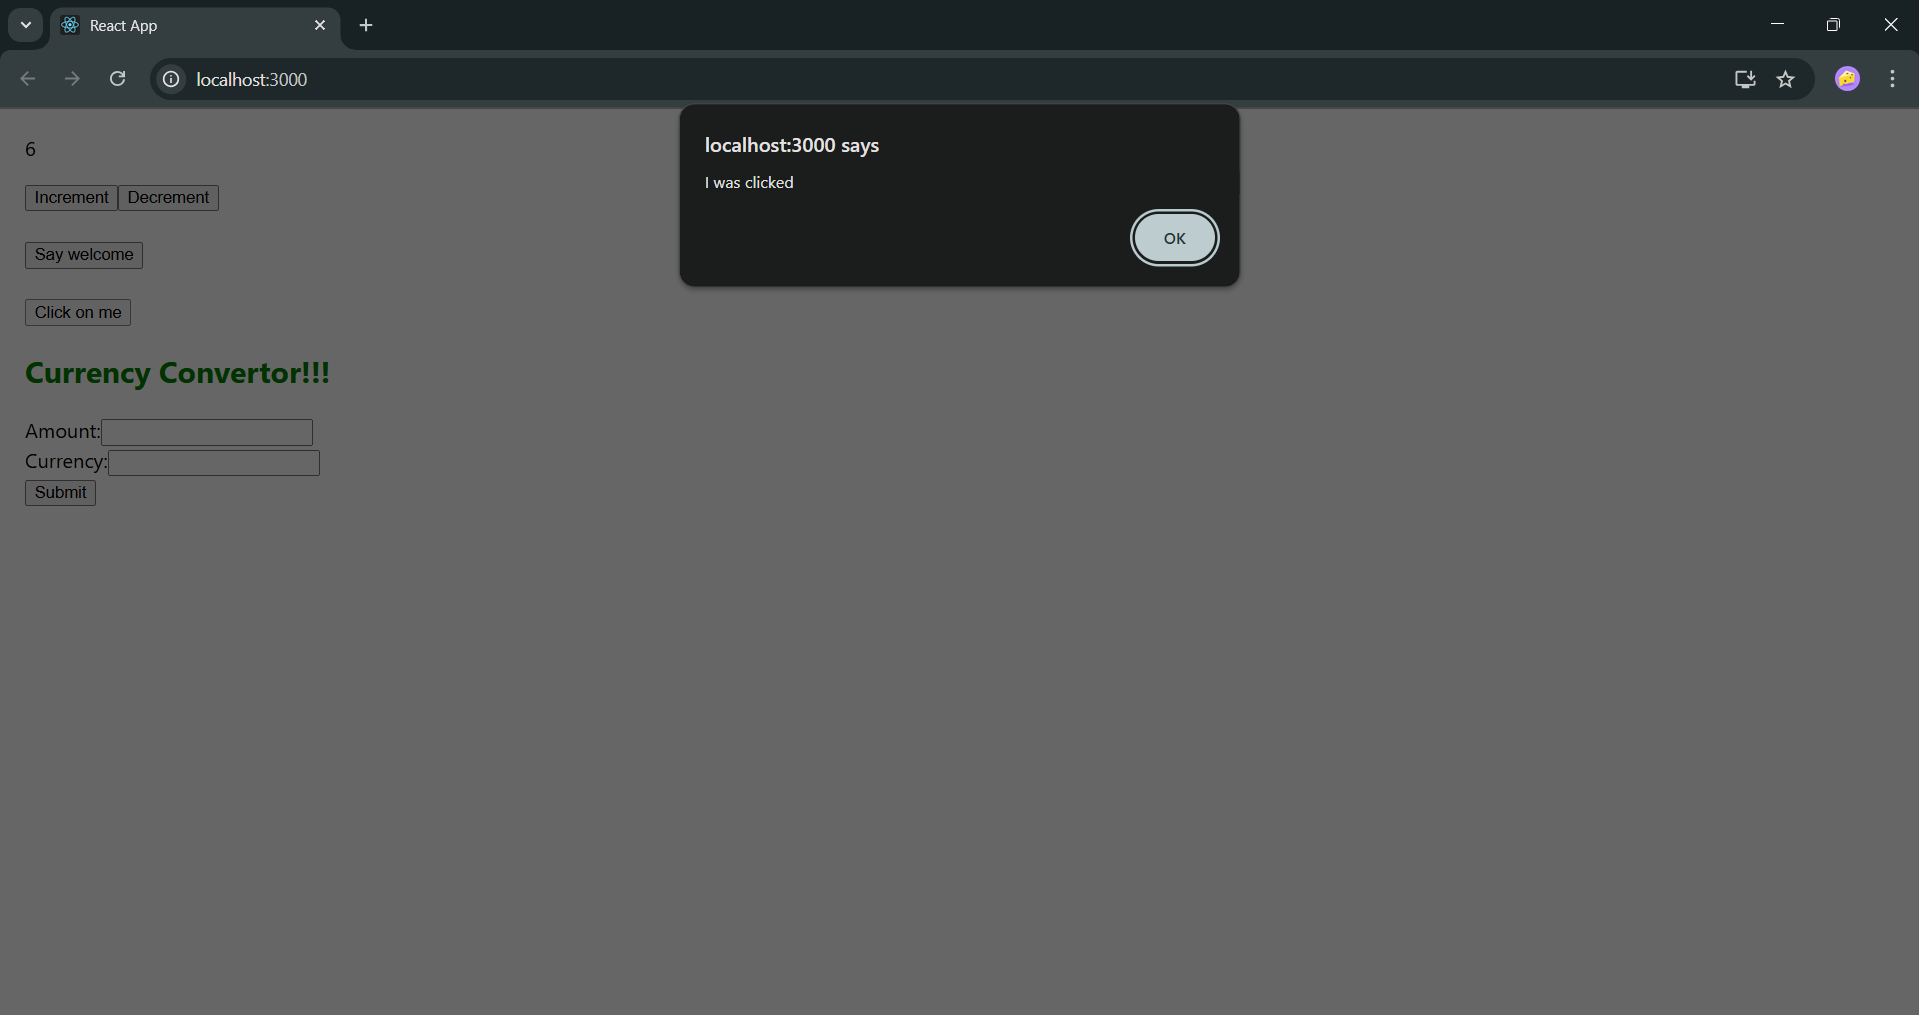 React App
localhost:3000
localhost:3000 says
I was clicked
OK
6
Increment Decrement
Say welcome
Click on me
Currency Convertor!!!
Amount:
Currency:
Submit